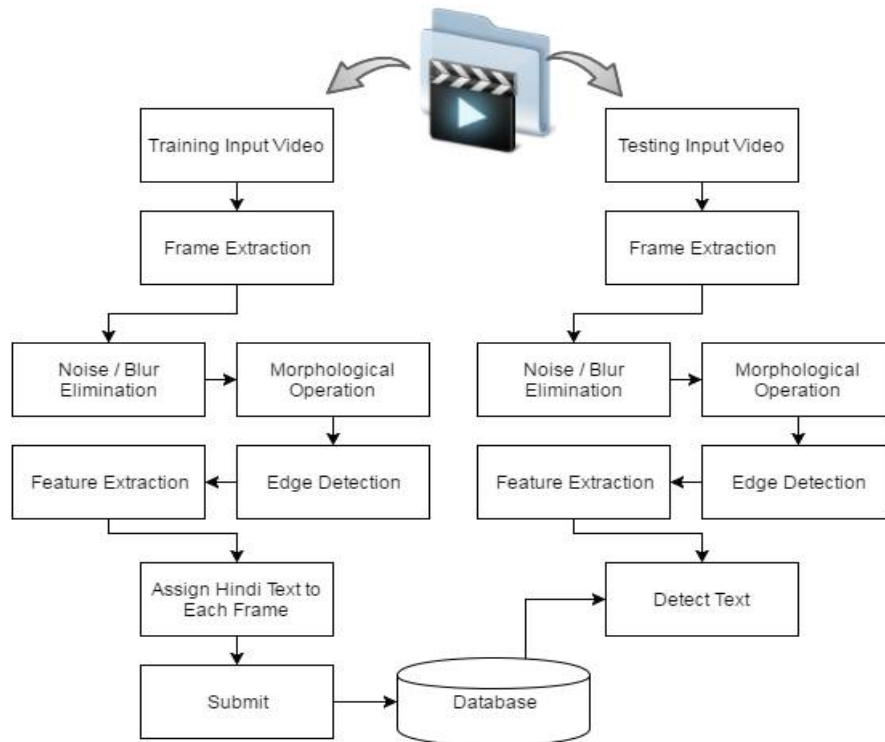 Training Input Video
Testing Input Video
Frame Extraction
Frame Extraction
Noise / Blur
Elimination
Morphological
Operation
Noise / Blur
Elimination
Morphological
Operation
Feature Extraction
Edge Detection
Feature Extraction
Edge Detection
Assign Hindi Text to
Each Frame
Detect Text
Submit
Database